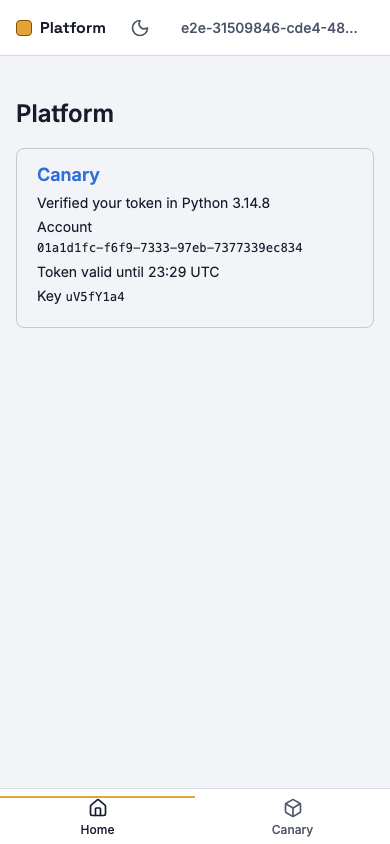 Platform
e2e-31509846-cde4-48...
Platform
Canary
Verified your token in Python 3.14.8
Account
01a1d1fc-f6f9-7333-97eb-7377339ec834
Token valid until 23:29 UTC
Key uV5fY1a4
Home
Canary